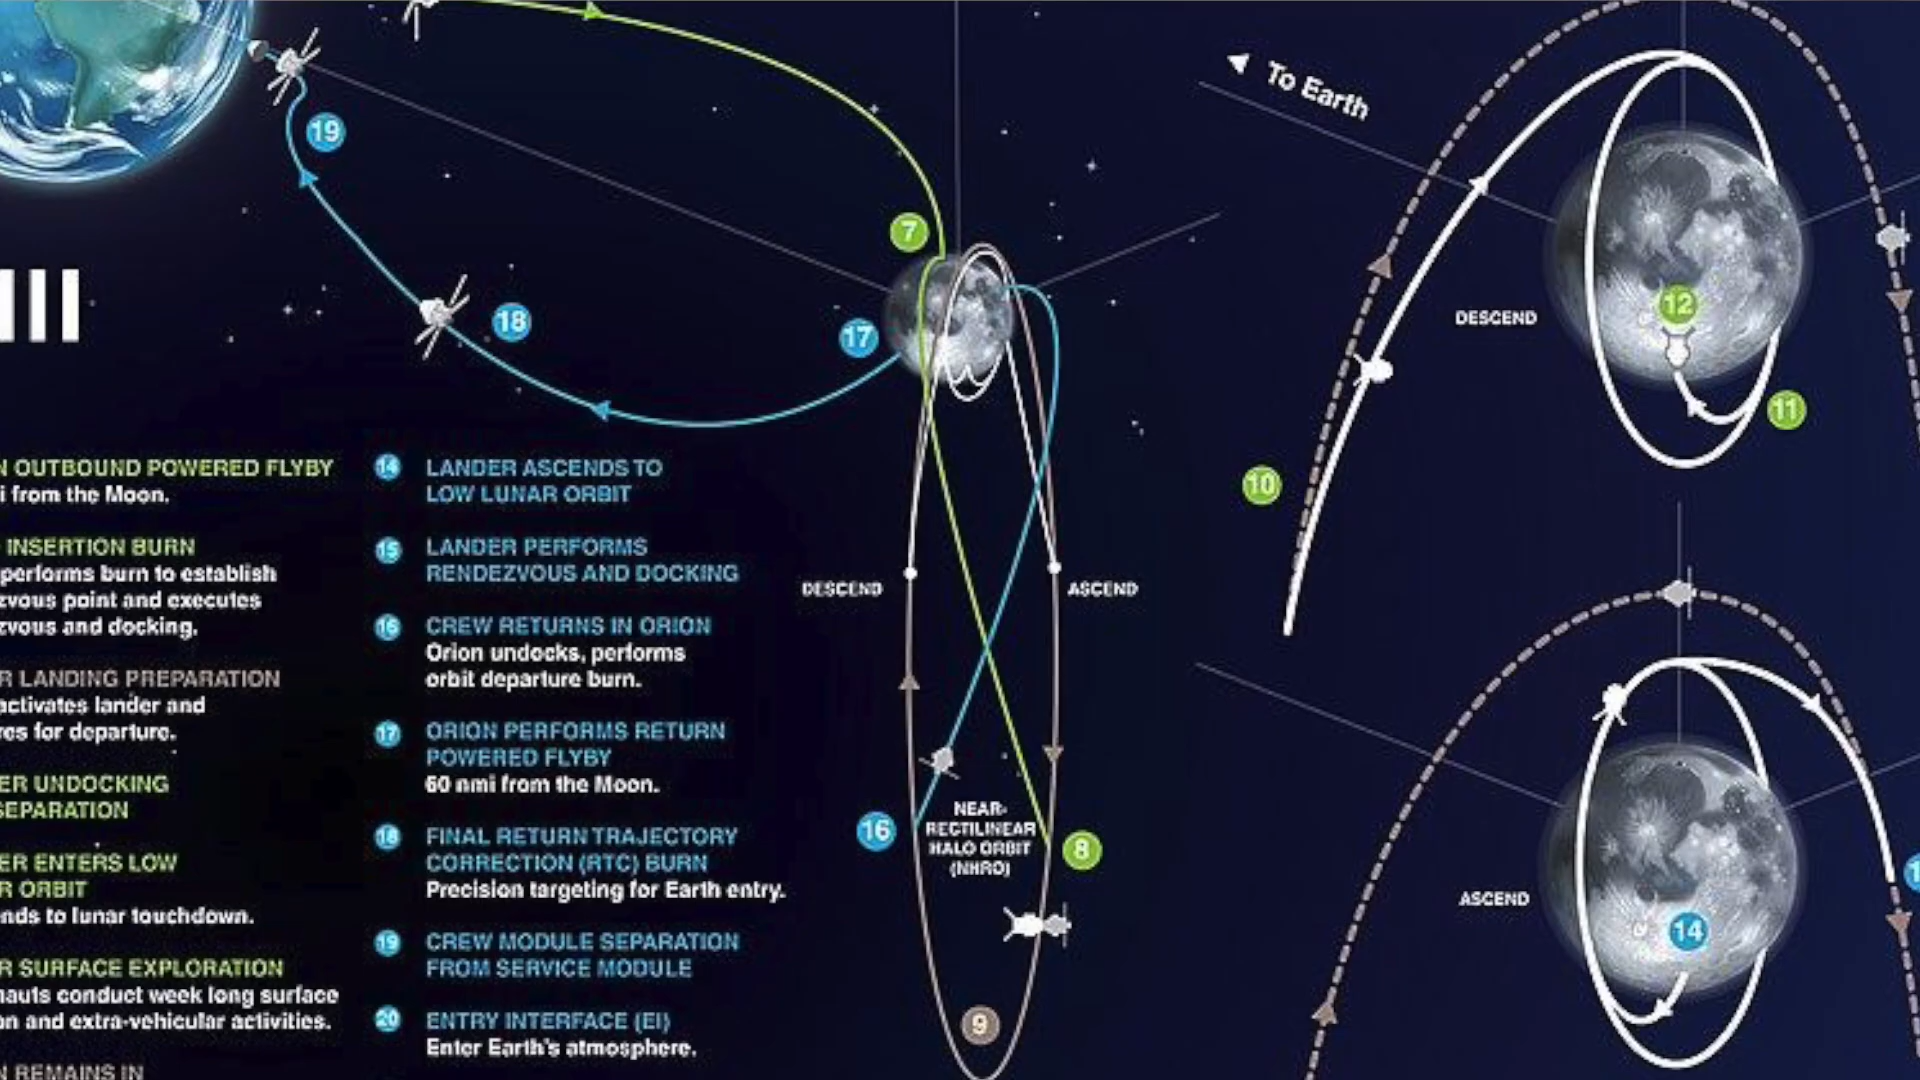 To Earth
19
7
III
18
17
12
DESCEND
11
10
N OUTBOUND POWERED FLYBY
i from the Moon.
INSERTION BURN
performs burn to establish
zvous point and executes
zvous and docking.
R LANDING PREPARATION
activates lander and
res for departure.
ER UNDOCKING
SEPARATION
ER ENTERS LOW
R ORBIT
ends to lunar touchdown.
R SURFACE EXPLORATION
nauts conduct week long surface
on and extra-vehicular activities.
N REMAINS IN
14 LANDER ASCENDS TO
LOW LUNAR ORBIT
15 LANDER PERFORMS
RENDEZVOUS AND DOCKING
16 CREW RETURNS IN ORION
Orion undocks, performs
orbit departure burn.
17 ORION PERFORMS RETURN
POWERED FLYBY
60 nmi from the Moon.
18 FINAL RETURN TRAJECTORY
CORRECTION (RTC) BURN
Precision targeting for Earth entry.
19 CREW MODULE SEPARATION
FROM SERVICE MODULE
20 ENTRY INTERFACE (EI)
Enter Earth's atmosphere.
DESCEND
ASCEND
16
NEAR-
RECTILINEAR
HALO ORBIT
(NHRO)
8
9
ASCEND
14